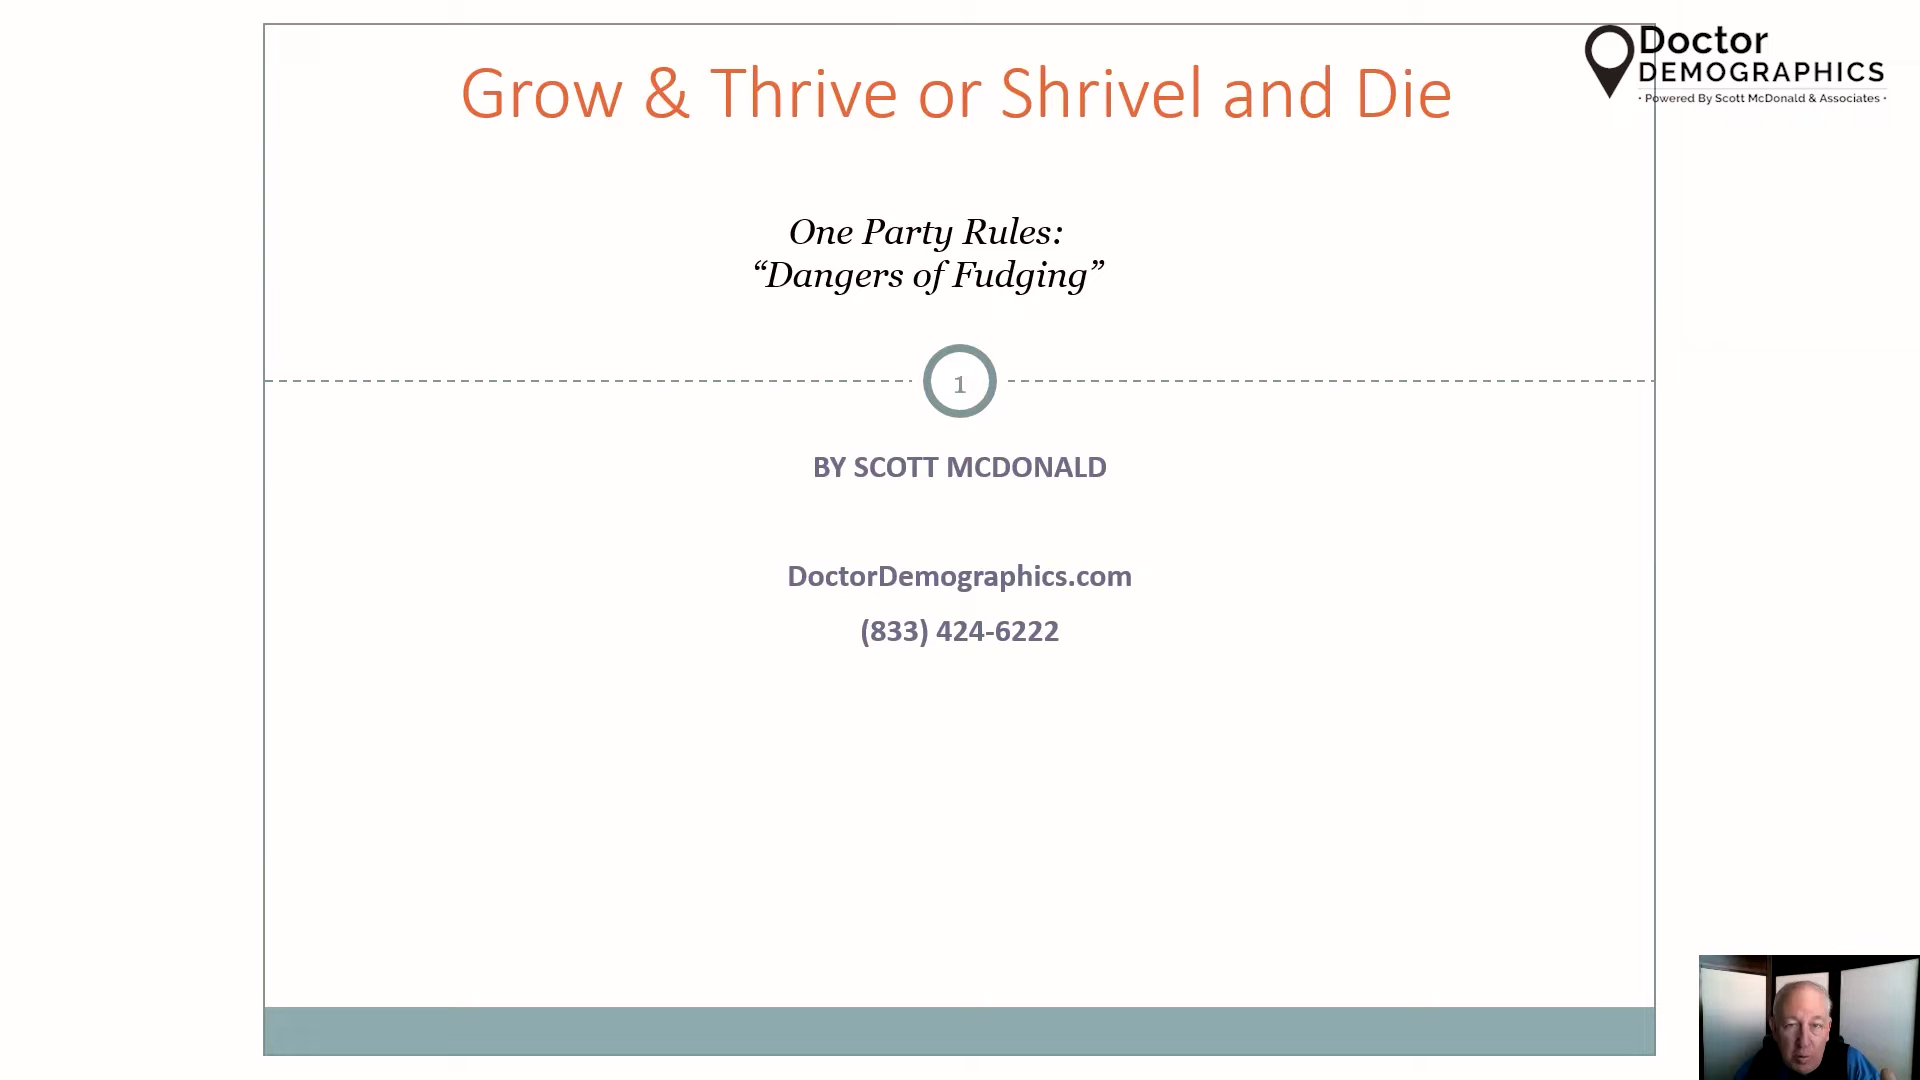 Grow & Thrive or Shrivel and Die
Doctor
DEMOGRAPHICS
• Powered By Scott McDonald & Associates •
One Party Rules:
“Dangers of Fudging”
1
BY SCOTT MCDONALD
DoctorDemographics.com
(833) 424-6222